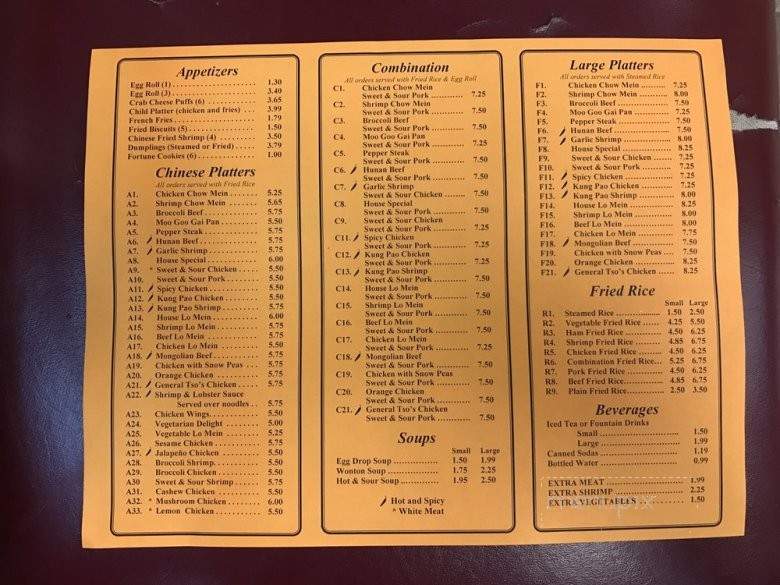 Appetizers
Egg Roll (1) 1.30
Egg Roll (3) 3.40
Crab Cheese Puffs (6) 3.65
Child Platter (chicken and fries) 3.99
French Fries 1.79
Fried Biscuits (5) 1.50
Chinese Fried Shrimp (4) 3.50
Dumplings (Steamed or Fried) 3.79
Fortune Cookies (6) 1.00
Chinese Platters
All orders served with Fried Rice
A1. Chicken Chow Mein 5.25
A2. Shrimp Chow Mein 5.65
A3. Broccoli Beef 5.75
A4. Moo Goo Gai Pan 5.50
A5. Pepper Steak 5.75
A6. Hunan Beef 5.75
A7. Garlic Shrimp 5.75
A8. House Special 6.00
A9. * Sweet & Sour Chicken 5.50
A10. Sweet & Sour Pork 5.50
A11. Spicy Chicken 5.50
A12. Kung Pao Chicken 5.50
A13. Kung Pao Shrimp 5.75
A14. House Lo Mein 6.00
A15. Shrimp Lo Mein 5.75
A16. Beef Lo Mein 5.75
A17. Chicken Lo Mein 5.50
A18. Mongolian Beef 5.75
A19. Chicken with Snow Peas 5.75
A20. Orange Chicken 5.75
A21. General Tso's Chicken 5.75
A22. Shrimp & Lobster Sauce
Served over noodles 5.75
A23. Chicken Wings 5.50
A24. Vegetarian Delight 5.00
A25. Vegetable Lo Mein 5.25
A26. Sesame Chicken 5.75
A27. Jalapeño Chicken 5.50
A28. Broccoli Shrimp 5.50
A29. Broccoli Chicken 5.50
A30 Sweet & Sour Shrimp 5.75
A31. Cashew Chicken 5.50
A32. * Mushroom Chicken 6.00
A33. * Lemon Chicken 5.50
Combination
All orders served with Fried Rice & Egg Roll
C1. Chicken Chow Mein
Sweet & Sour Pork 7.25
C2. Shrimp Chow Mein
Sweet & Sour Pork 7.50
C3. Broccoli Beef
Sweet & Sour Pork 7.50
C4. Moo Goo Gai Pan
Sweet & Sour Pork 7.25
C5. Pepper Steak
Sweet & Sour Pork 7.50
C6. Hunan Beef
Sweet & Sour Pork 7.50
C7. Garlic Shrimp
Sweet & Sour Chicken 7.50
C8. House Special
Sweet & Sour Pork 7.50
C9. Sweet & Sour Chicken
Sweet & Sour Pork 7.25
C11. Spicy Chicken
Sweet & Sour Pork 7.25
C12. Kung Pao Chicken
Sweet & Sour Pork 7.25
C13. Kung Pao Shrimp
Sweet & Sour Pork 7.50
C14. House Lo Mein
Sweet & Sour Pork 7.50
C15. Shrimp Lo Mein
Sweet & Sour Pork 7.50
C16. Beef Lo Mein
Sweet & Sour Pork 7.50
C17. Chicken Lo Mein
Sweet & Sour Pork 7.25
C18. Mongolian Beef
Sweet & Sour Pork 7.50
C19. Chicken with Snow Peas
Sweet & Sour Pork 7.50
C20. Orange Chicken
Sweet & Sour Pork 7.50
C21. General Tso's Chicken
Sweet & Sour Pork 7.50
Soups
Small Large
Egg Drop Soup 1.50 1.99
Wonton Soup 1.75 2.25
Hot & Sour Soup 1.95 2.50
Hot and Spicy
* White Meat
Large Platters
All orders served with Steamed Rice
F1. Chicken Chow Mein 7.25
F2. Shrimp Chow Mein 8.00
F3. Broccoli Beef 7.50
F4. Moo Goo Gai Pan 7.25
F5. Pepper Steak 7.50
F6. Hunan Beef 7.50
F7. Garlic Shrimp 8.00
F8. House Special 8.25
F9. Sweet & Sour Chicken 7.25
F10. Sweet & Sour Pork 7.25
F11. Spicy Chicken 7.25
F12. Kung Pao Chicken 7.25
F13. Kung Pao Shrimp 8.00
F14. House Lo Mein 8.25
F15. Shrimp Lo Mein 8.00
F16. Beef Lo Mein 8.00
F17. Chicken Lo Mein 7.75
F18. Mongolian Beef 7.50
F19. Chicken with Snow Peas 7.50
F20. Orange Chicken 8.25
F21. General Tso's Chicken 8.25
Fried Rice
Small Large
R1. Steamed Rice 1.50 2.50
R2. Vegetable Fried Rice 4.25 5.50
R3. Ham Fried Rice 4.50 6.25
R4. Shrimp Fried Rice 4.85 6.75
R5. Chicken Fried Rice 4.50 6.25
R6. Combination Fried Rice 5.25 6.75
R7. Pork Fried Rice 4.50 6.25
R8. Beef Fried Rice 4.85 6.75
R9. Plain Fried Rice 2.50 3.50
Beverages
Iced Tea or Fountain Drinks
Small 1.50
Large 1.99
Canned Sodas 1.19
Bottled Water 0.99
EXTRA MEAT 1.99
EXTRA SHRIMP 2.25
EXTRA VEGETABLES 1.50